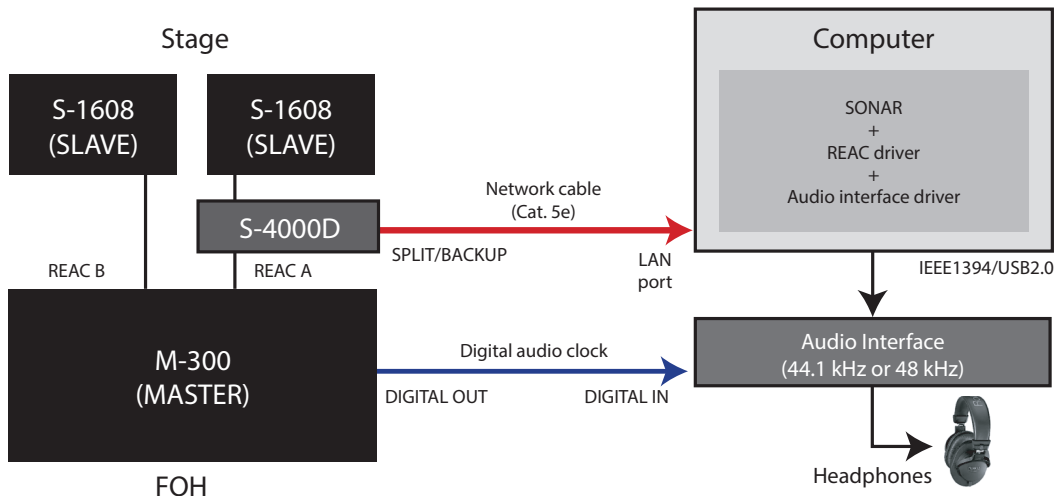 Stage
S-1608
(SLAVE)
S-1608
(SLAVE)
S-4000D
REAC B
REAC A
M-300
(MASTER)
FOH
Network cable
(Cat. 5e)
SPLIT/BACKUP
LAN
port
Digital audio clock
DIGITAL OUT
DIGITAL IN
Computer
SONAR
+
REAC driver
+
Audio interface driver
IEEE1394/USB2.0
Audio Interface
(44.1 kHz or 48 kHz)
Headphones